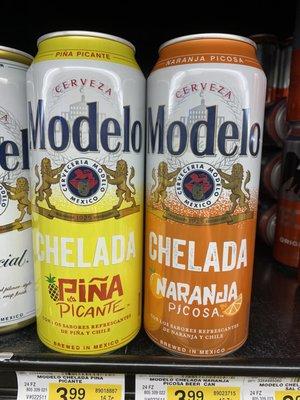 PIÑA PICANTE
CERVEZA
Modelo
CERVECERIA MODELO
MEXICO
1925
CHELADA
PIÑA
PICANTE
CON LOS SABORES REFRESCANTES
DE PIÑA Y CHILE
BREWED IN MEXICO
NARANJA PICOSA
CERVEZA
Modelo
CERVECERIA MODELO
MEXICO
CHELADA
NARANJA
PICOSA
CON LOS SABORES REFRESCANTES
DE NARANJA Y CHILE
BREWED IN MEXICO
MODELO CHELADA PINA
PICANTE
24 FZ
3.99
MODELO CHELADA NARANJA
PICOSA BEER CAN
24 FZ
3.99